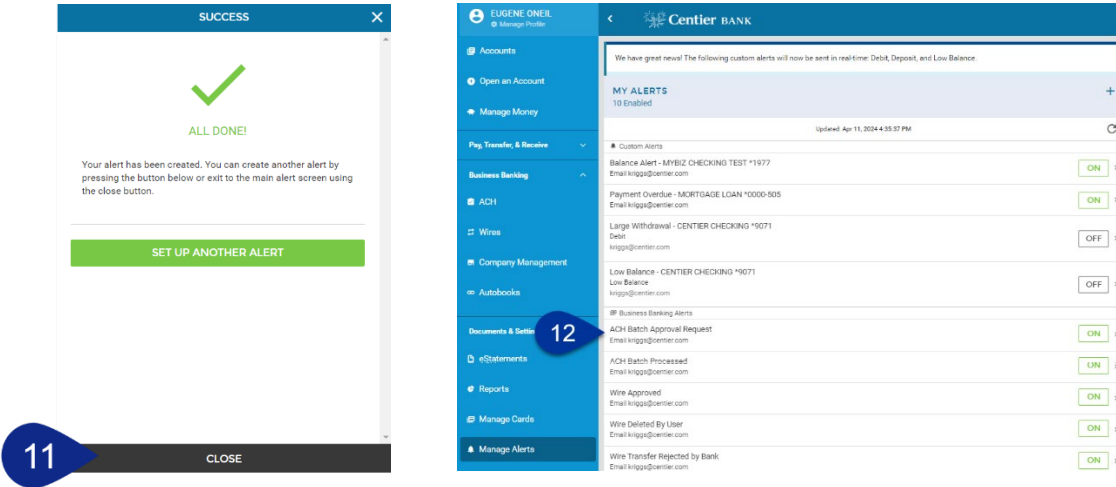 SUCCESS
ALL DONE!
Your alert has been created. You can create another alert by
pressing the button below or exit to the main alert screen using
the close button.
SET UP ANOTHER ALERT
11
CLOSE
EUGENE ONEIL
Manage Profile
Accounts
Open an Account
Manage Money
Pay, Transfer, & Receive
Business Banking
ACH
Wires
Company Management
Autobooks
Documents & Settin
12
eStatements
Reports
Manage Cards
Manage Alerts
Centier BANK
We have great news! The following custom alerts will now be sent in real-time: Debit, Deposit, and Low Balance.
MY ALERTS
10 Enabled
Updated: Apr 11, 2024 4:35:37 PM
Custom Alerts
Balance Alert - MYBIZ CHECKING TEST *1977
Email kriggs@centier.com
ON
Payment Overdue - MORTGAGE LOAN *0000-505
Email kriggs@centier.com
ON
Large Withdrawal - CENTIER CHECKING *9071
Debit
kriggs@centier.com
OFF
Low Balance - CENTIER CHECKING *9071
Low Balance
kriggs@centier.com
OFF
Business Banking Alerts
ACH Batch Approval Request
Email kriggs@centier.com
ON
ACH Batch Processed
Email kriggs@centier.com
ON
Wire Approved
Email kriggs@centier.com
ON
Wire Deleted By User
Email kriggs@centier.com
ON
Wire Transfer Rejected by Bank
Email kriggs@centier.com
ON